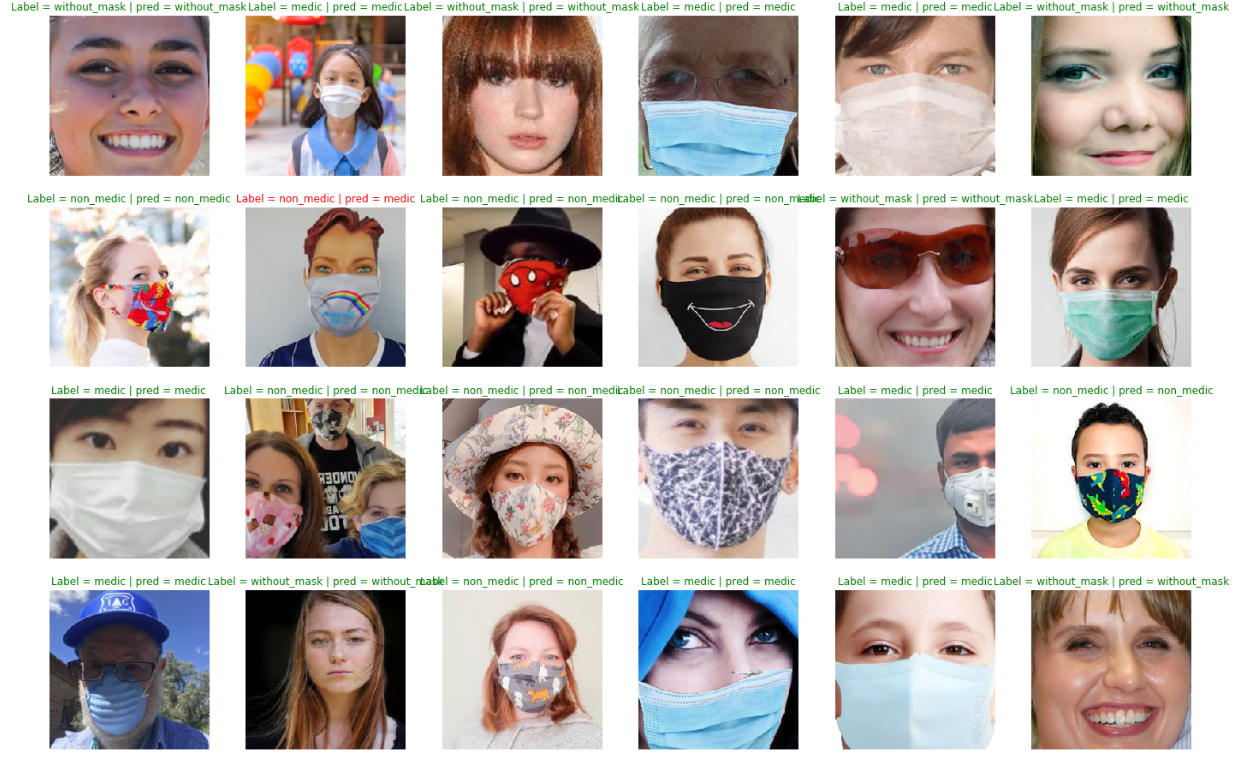 Label = without_mask | pred = without_mask
Label = medic | pred = medic
Label = without_mask | pred = without_mask
Label = medic | pred = medic
Label = medic | pred = medic
Label = without_mask | pred = without_mask
Label = non_medic | pred = non_medic
Label = non_medic | pred = medic
Label = non_medic | pred = non_medic
Label = non_medic | pred = non_medic
Label = without_mask | pred = without_mask
Label = medic | pred = medic
Label = medic | pred = medic
Label = non_medic | pred = non_medic
Label = non_medic | pred = non_medic
Label = non_medic | pred = non_medic
Label = medic | pred = medic
Label = non_medic | pred = non_medic
Label = medic | pred = medic
Label = without_mask | pred = without_mask
Label = non_medic | pred = non_medic
Label = medic | pred = medic
Label = medic | pred = medic
Label = without_mask | pred = without_mask